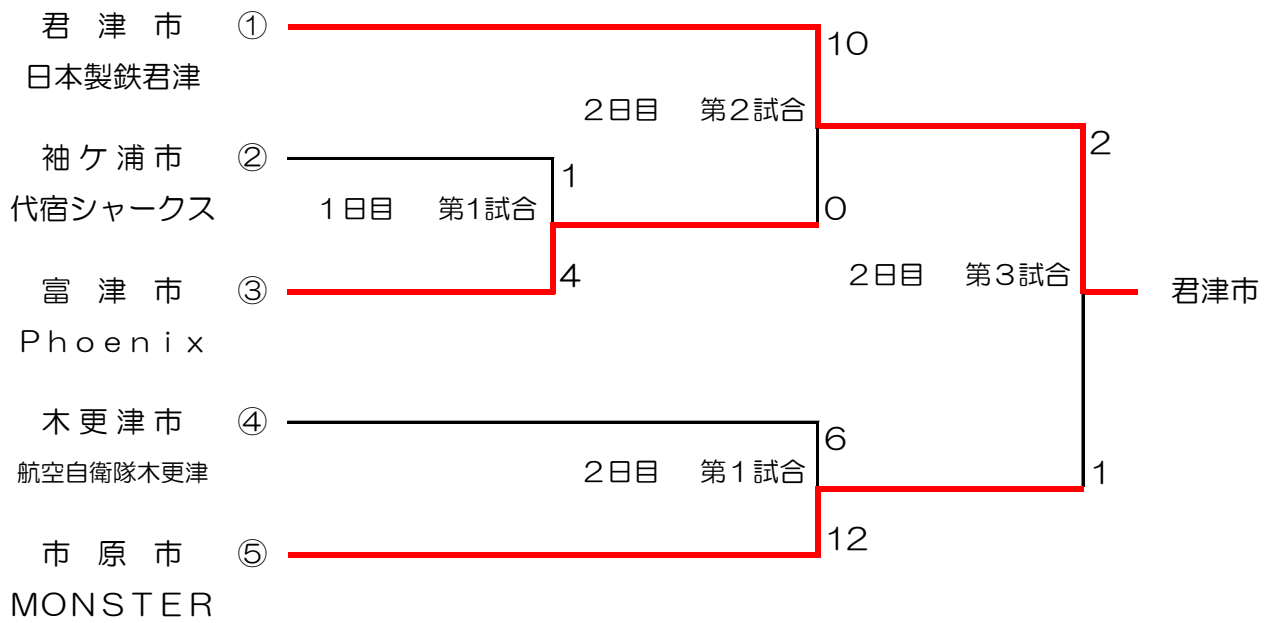 君津市 ① 10
日本製鉄君津
２日目 第２試合
2
袖ケ浦市 ② 1
代宿シャークス １日目 第１試合 0
富津市 ③ 4 ２日目 第３試合 君津市
Ｐｈｏｅｎｉｘ
木更津市 ④ 6
航空自衛隊木更津 ２日目 第１試合 1
市原市 ⑤ 12
ＭＯＮＳＴＥＲ